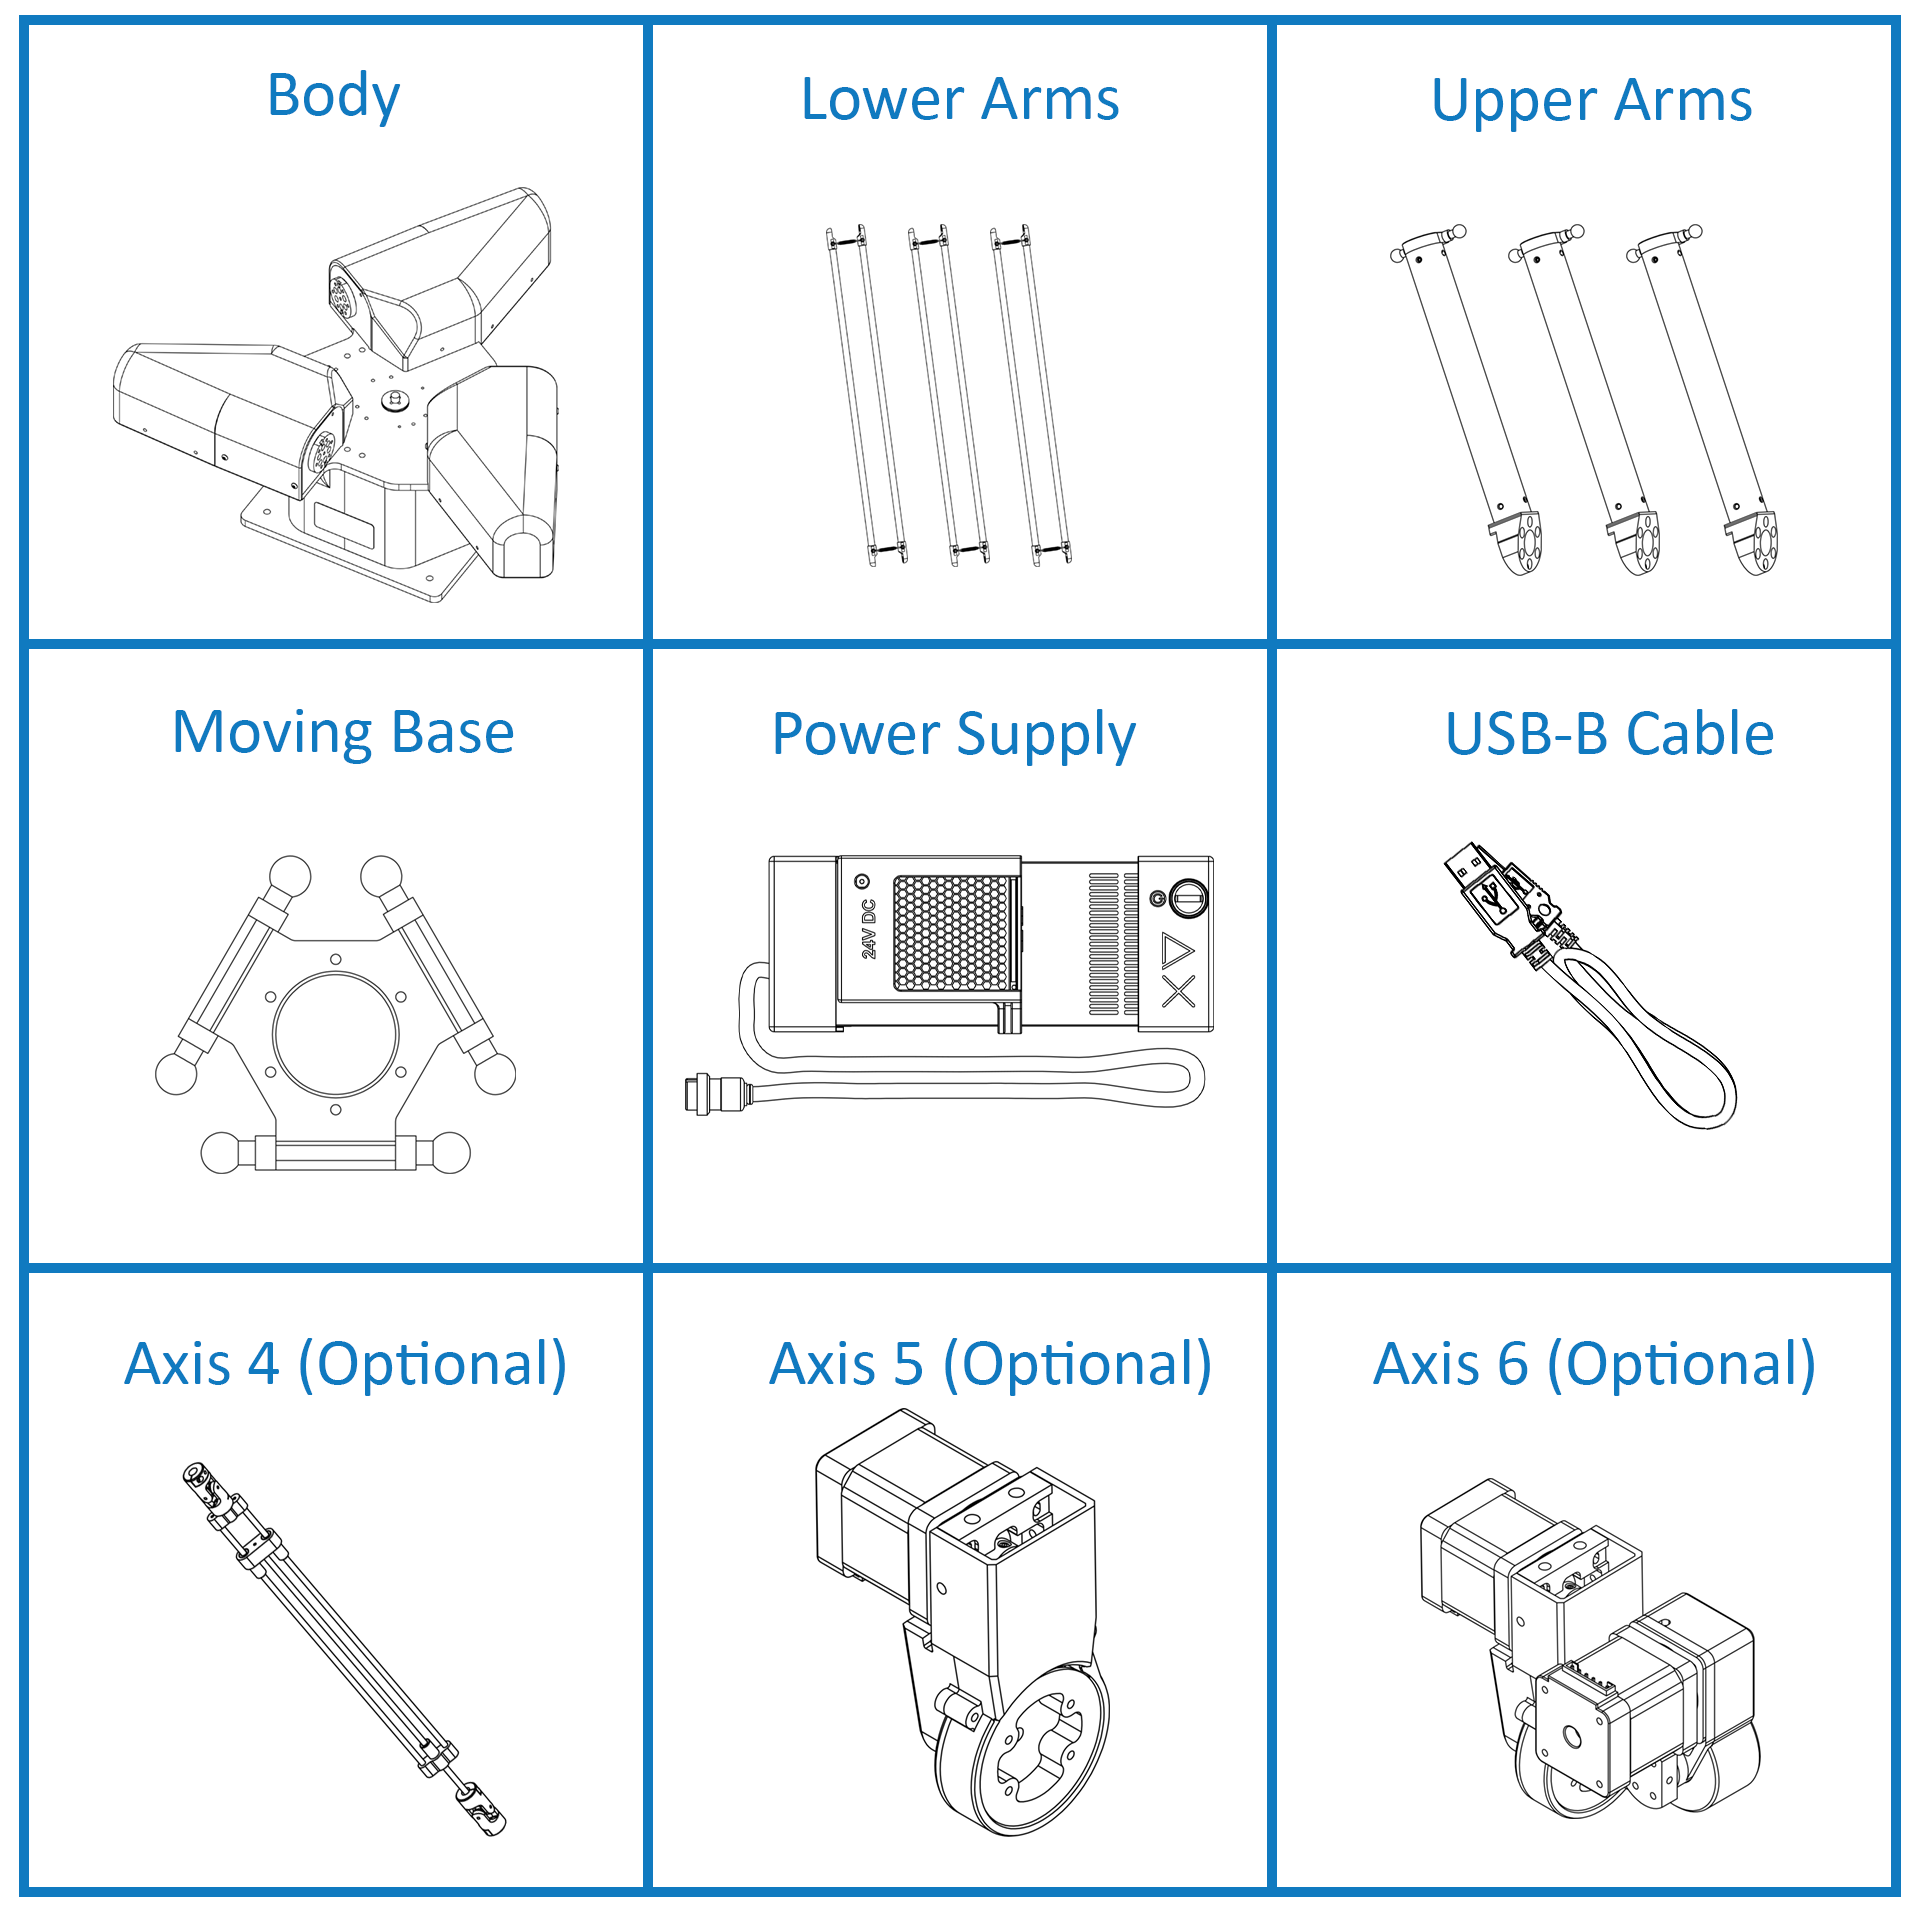 Body
Lower Arms
Upper Arms
Moving Base
Power Supply
USB-B Cable
24V DC
Axis 4 (Optional)
Axis 5 (Optional)
Axis 6 (Optional)